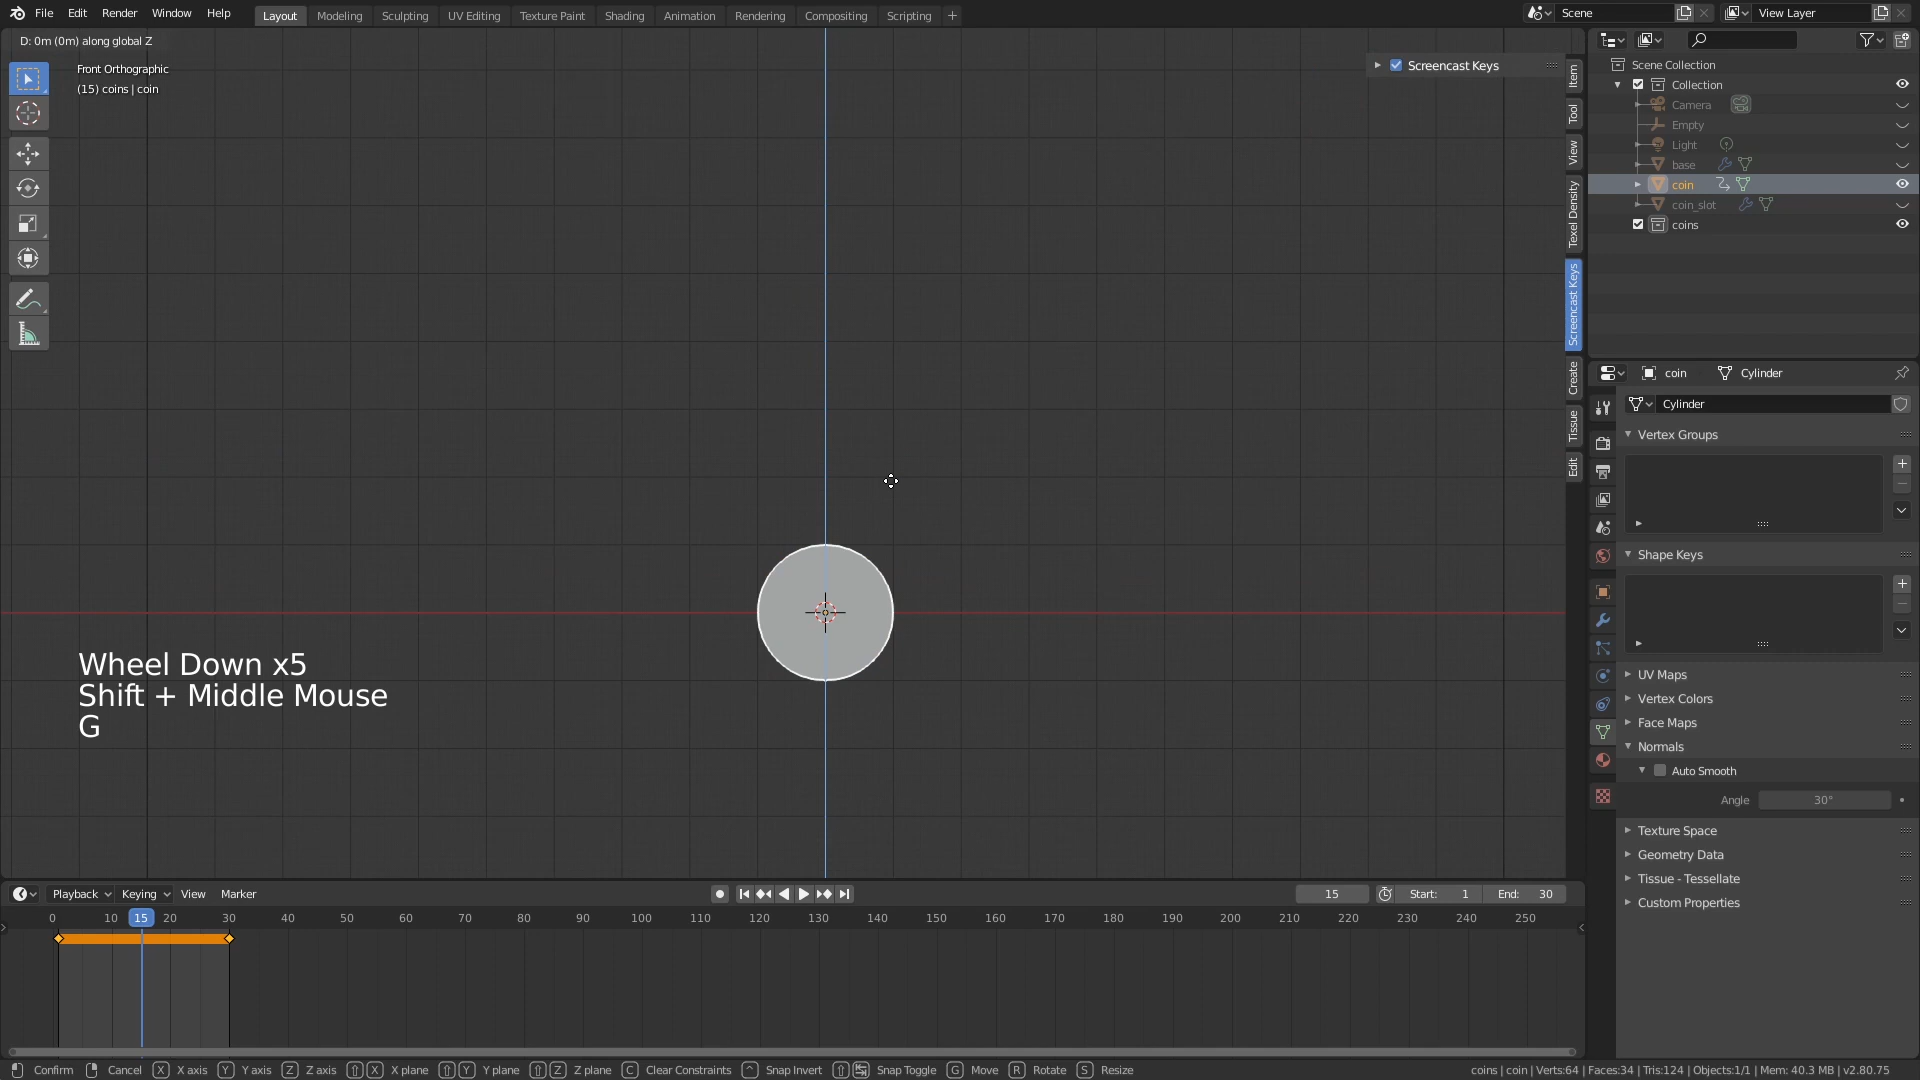 File Edit Render Window Help Layout Modeling Sculpting UV Editing Texture Paint Shading Animation Rendering Compositing Scripting + Scene View Layer
D: 0m (0m) along global Z
Front Orthographic
(15) coins | coin
Screencast Keys
Item
Tool
View
Texel Density
Screencast Keys
Create
Tissue
Edit
Scene Collection
Collection
Camera
Empty
Light
base
coin
coin_slot
coins
coin Cylinder
Cylinder
Vertex Groups
Shape Keys
UV Maps
Vertex Colors
Face Maps
Normals
Auto Smooth
Angle 30°
Texture Space
Geometry Data
Tissue - Tessellate
Custom Properties
Wheel Down x5
Shift + Middle Mouse
G
Playback Keying View Marker 15 Start: 1 End: 30
0 10 15 20 30 40 50 60 70 80 90 100 110 120 130 140 150 160 170 180 190 200 210 220 230 240 250
Confirm Cancel X X axis Y Y axis Z Z axis X X plane Y Y plane Z Z plane C Clear Constraints ^ Snap Invert Snap Toggle G Move R Rotate S Resize coins | coin | Verts:64 | Faces:34 | Tris:124 | Objects:1/1 | Mem: 40.3 MB | v2.80.75